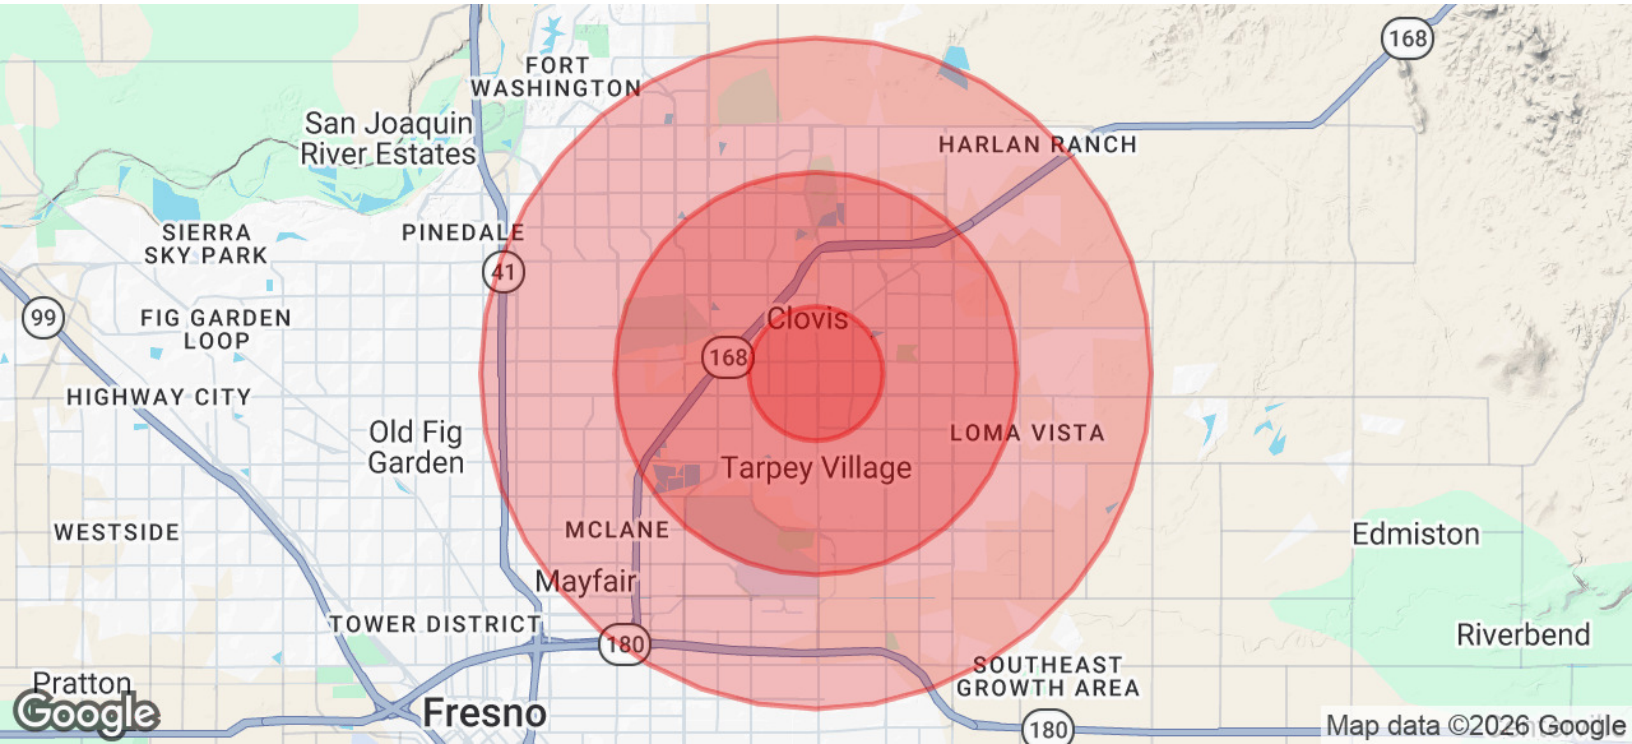 168
FORT
WASHINGTON
San Joaquin
River Estates
HARLAN RANCH
SIERRA
SKY PARK
PINEDALE
41
99
FIG GARDEN
LOOP
Clovis
168
HIGHWAY CITY
Old Fig
Garden
LOMA VISTA
Tarpey Village
WESTSIDE
MCLANE
Edmiston
Mayfair
TOWER DISTRICT
180
Riverbend
SOUTHEAST
GROWTH AREA
Pratton
Google
Fresno
180
Map data ©2026 Google